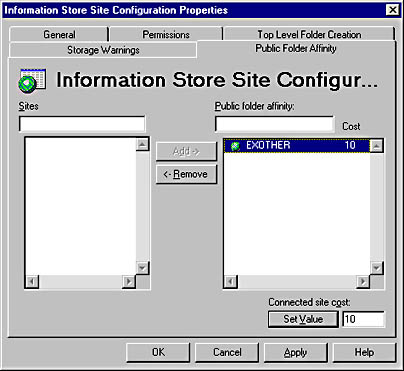 Information Store Site Configuration Properties
General Permissions Top Level Folder Creation
Storage Warnings Public Folder Affinity
Information Store Site Configur...
Sites Public folder affinity: Cost
Add ->
EXOTHER 10
<- Remove
Connected site cost:
Set Value 10
OK Cancel Apply Help